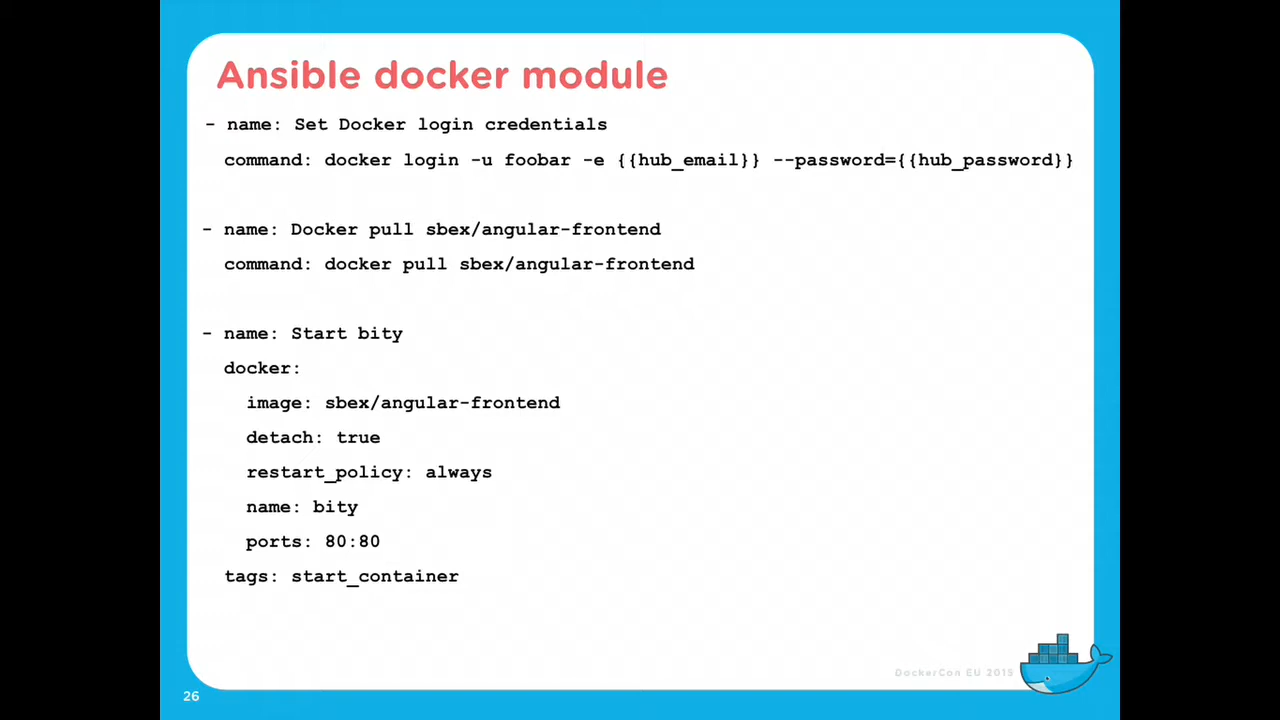 Ansible docker module
- name: Set Docker login credentials
command: docker login -u foobar -e {{hub_email}} --password={{hub_password}}
- name: Docker pull sbex/angular-frontend
command: docker pull sbex/angular-frontend
- name: Start bity
docker:
image: sbex/angular-frontend
detach: true
restart_policy: always
name: bity
ports: 80:80
tags: start_container
DockerCon EU 2015
26